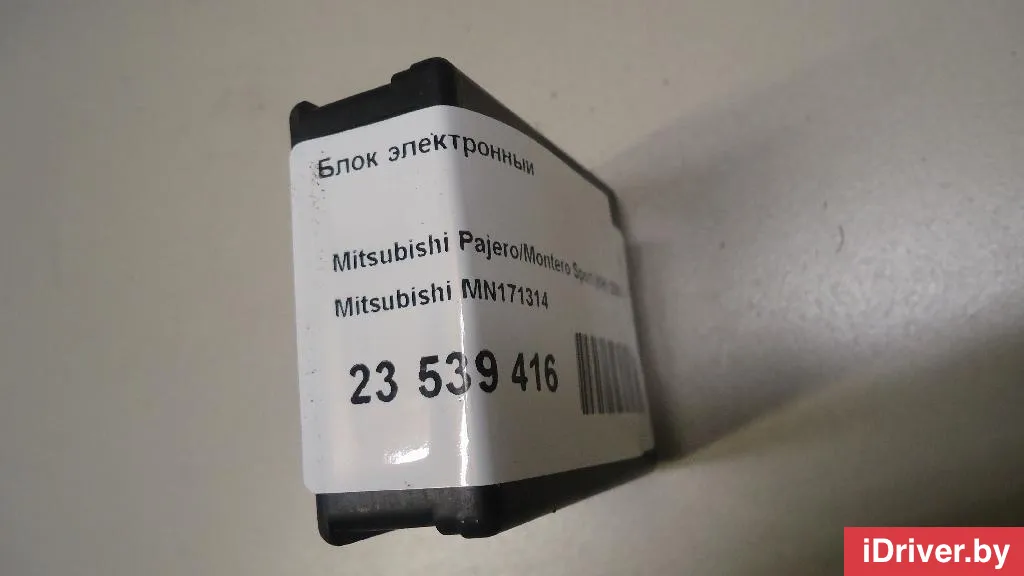 Блок электронный
Mitsubishi Pajero/Montero Sport
Mitsubishi MN171314
23 539 416
iDriver.by